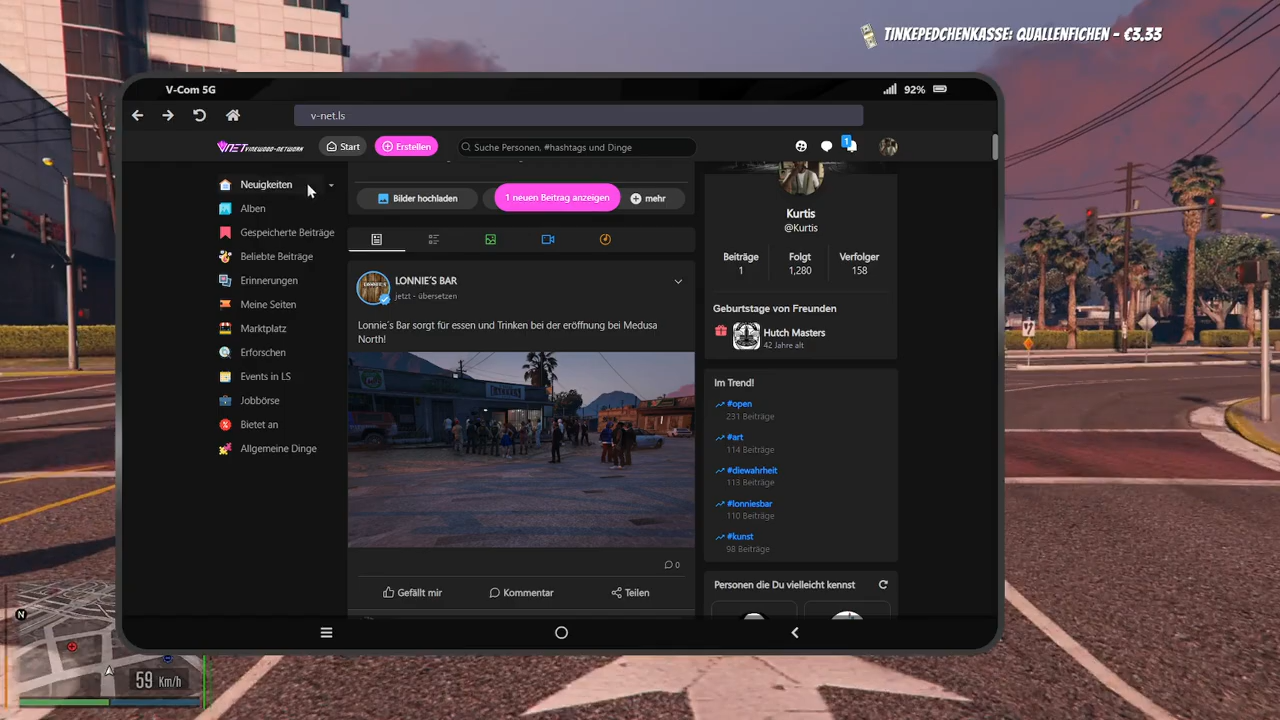 TINKEPEDCHENKASSE: QUALLENFICHEN - €3,33
V-Com 5G
92%
v-net.ls
VNET VINEWOOD-NETWORK
Start
Erstellen
Suche Personen, #hashtags und Dinge
1
Neuigkeiten
Alben
Gespeicherte Beiträge
Beliebte Beiträge
Erinnerungen
Meine Seiten
Marktplatz
Erforschen
Events in LS
Jobbörse
Bietet an
Allgemeine Dinge
Bilder hochladen
1 neuen Beitrag anzeigen
mehr
LONNIE´S BAR
jetzt - übersetzen
Lonnie´s Bar sorgt für essen und Trinken bei der eröffnung bei Medusa
North!
0
Gefällt mir
Kommentar
Teilen
Kurtis
@Kurtis
Beiträge
1
Folgt
1,280
Verfolger
158
Geburtstage von Freunden
Hutch Masters
42 Jahre alt
Im Trend!
#open
231 Beiträge
#art
114 Beiträge
#diewahrheit
113 Beiträge
#lonniesbar
110 Beiträge
#kunst
98 Beiträge
Personen die Du vielleicht kennst
N
59 Km/h